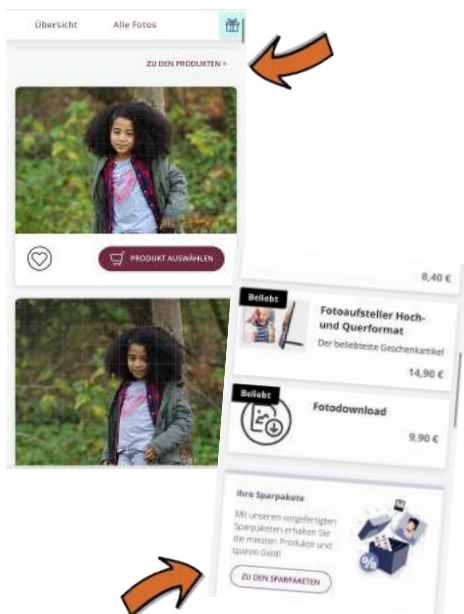 Übersicht
Alle Fotos
ZU DEN PRODUKTEN >
PRODUKT AUSWÄHLEN
8,40 €
Beliebt
Fotoaufsteller Hoch-
und Querformat
Der beliebteste Geschenkartikel
14,90 €
Beliebt
Fotodownload
9,90 €
Ihre Sparpakete
Mit unseren vorgefertigten
Sparpaketen erhalten Sie
die meisten Produkte und
sparen Geld!
%
ZU DEN SPARPAKETEN